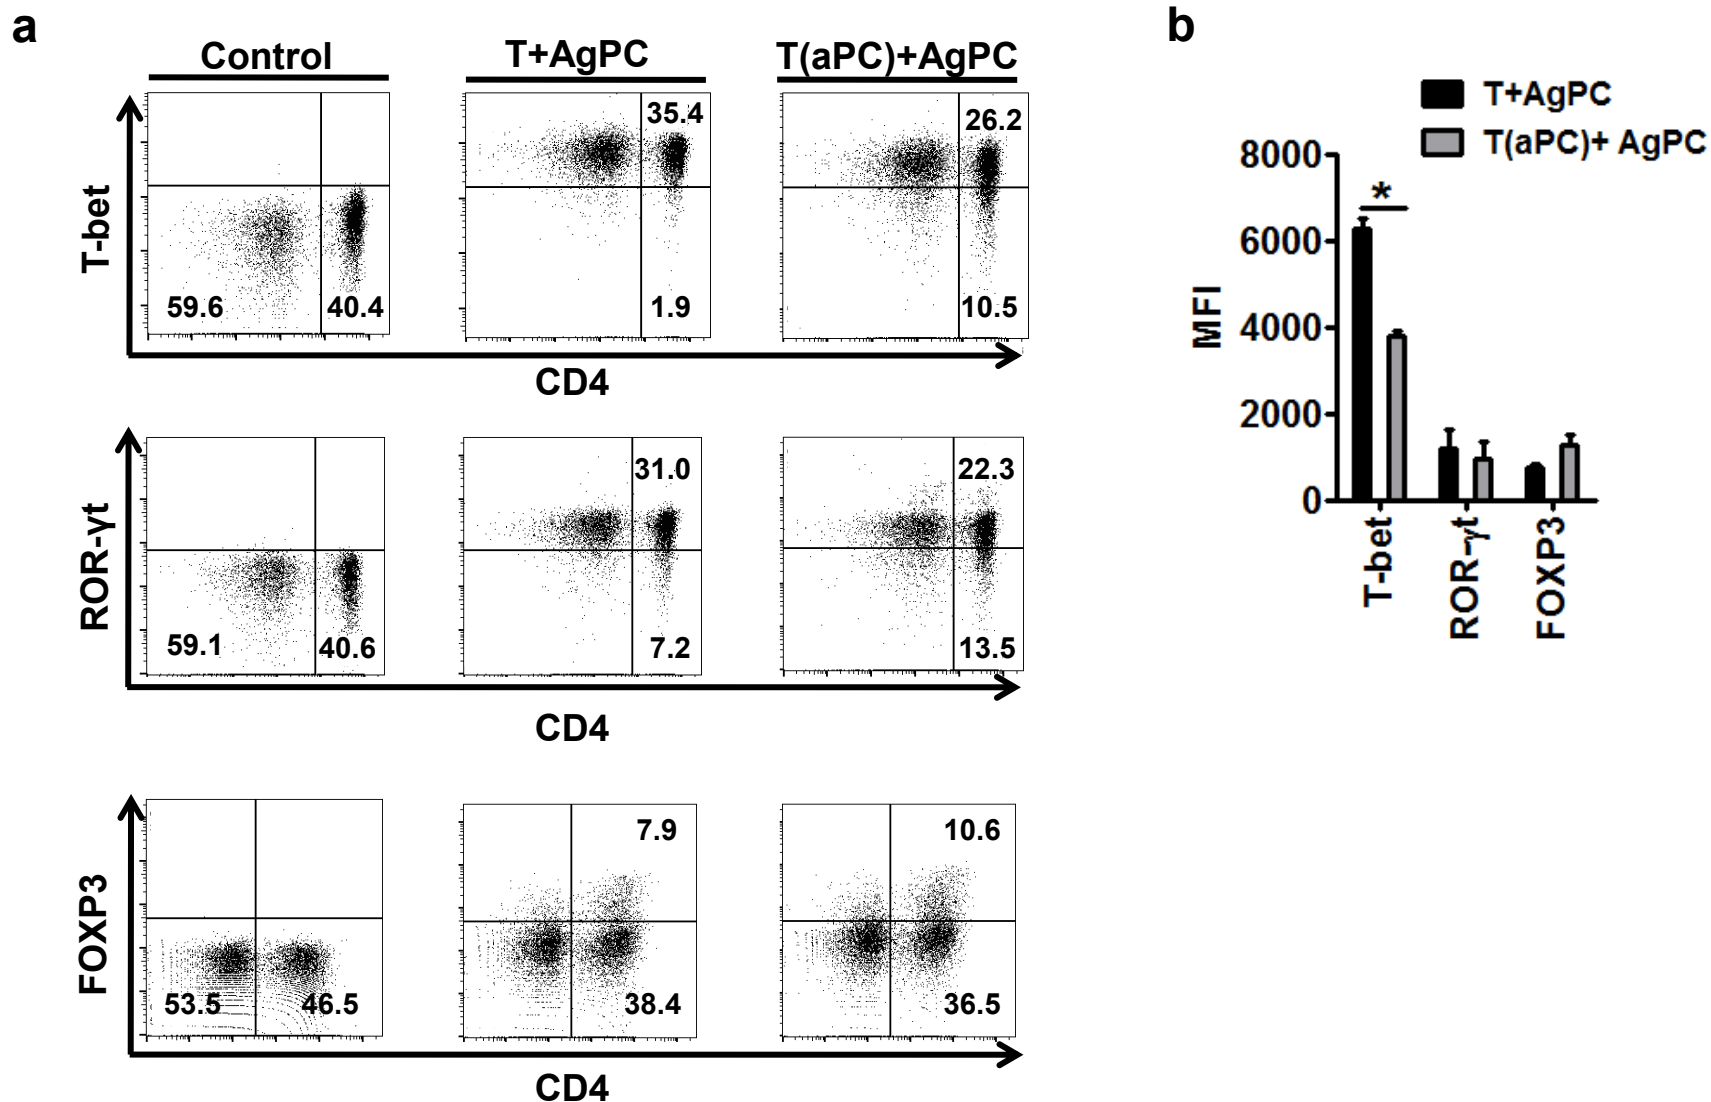 a
Control
T+AgPC
T(aPC)+AgPC
T-bet
59.6
40.4
35.4
1.9
26.2
10.5
CD4
ROR-γt
59.1
40.6
31.0
7.2
22.3
13.5
CD4
FOXP3
53.5
46.5
7.9
38.4
10.6
36.5
CD4
b
T+AgPC
T(aPC)+ AgPC
MFI
8000
6000
4000
2000
0
*
T-bet
ROR-γt
FOXP3